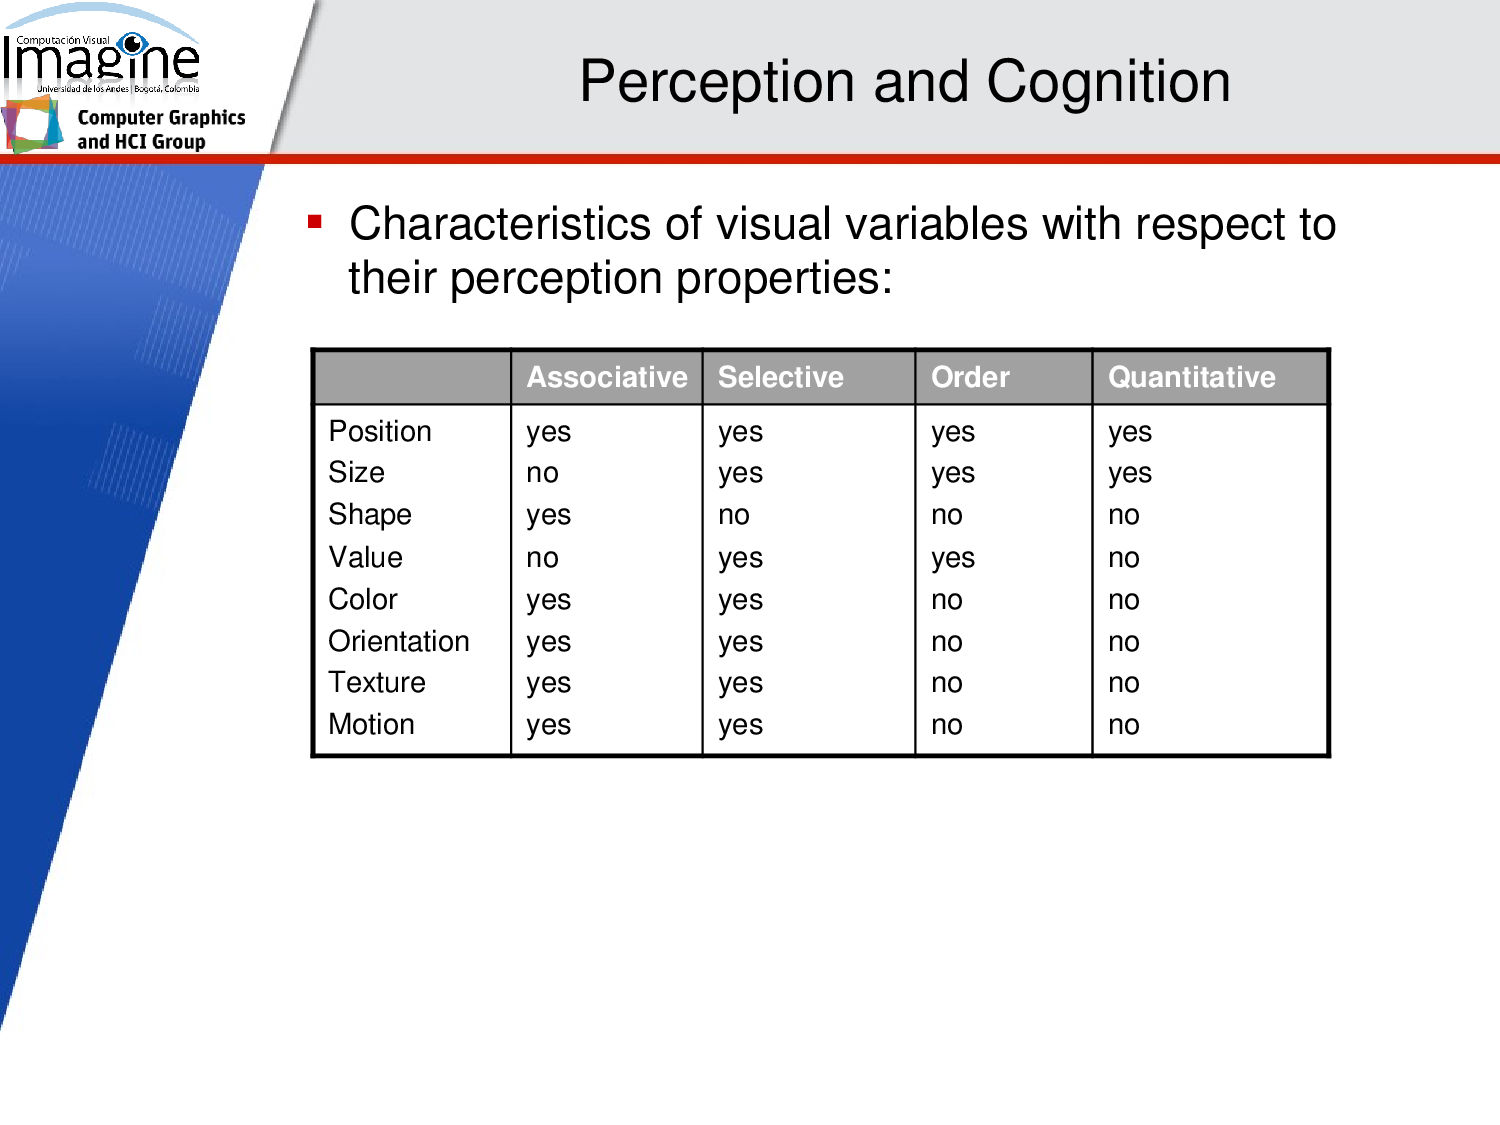 Computación Visual
Imagine
Universidad de los Andes | Bogotá, Colombia
Computer Graphics
and HCI Group
Perception and Cognition
Characteristics of visual variables with respect to
their perception properties:
Associative Selective Order Quantitative
Position yes yes yes yes
Size no yes yes yes
Shape yes no no no
Value no yes yes no
Color yes yes no no
Orientation yes yes no no
Texture yes yes no no
Motion yes yes no no